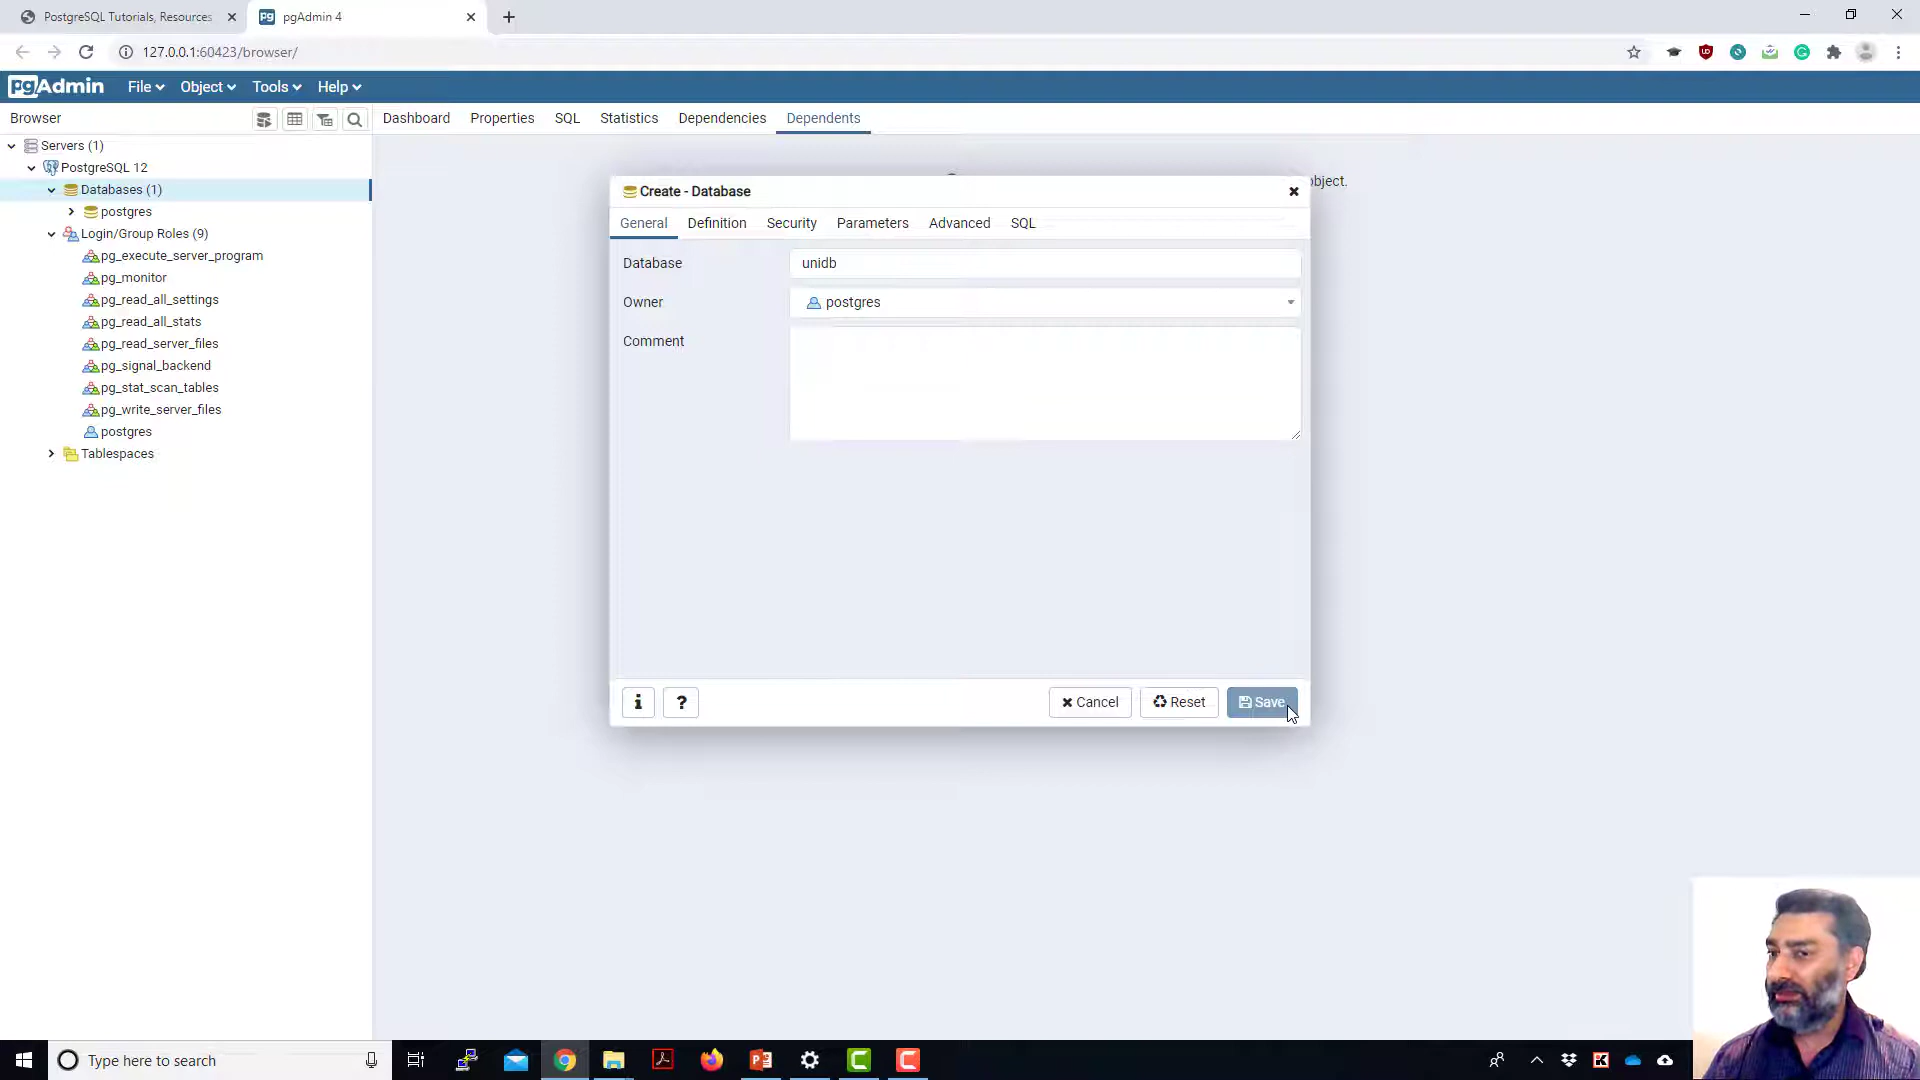 PostgreSQL Tutorials, Resources
pgAdmin 4
127.0.0.1:60423/browser/
pgAdmin File Object Tools Help
Browser
Dashboard Properties SQL Statistics Dependencies Dependents
Servers (1)
PostgreSQL 12
Databases (1)
postgres
Login/Group Roles (9)
pg_execute_server_program
pg_monitor
pg_read_all_settings
pg_read_all_stats
pg_read_server_files
pg_signal_backend
pg_stat_scan_tables
pg_write_server_files
postgres
Tablespaces
object.
Create - Database
General Definition Security Parameters Advanced SQL
Database unidb
Owner postgres
Comment
i ? Cancel Reset Save
Type here to search